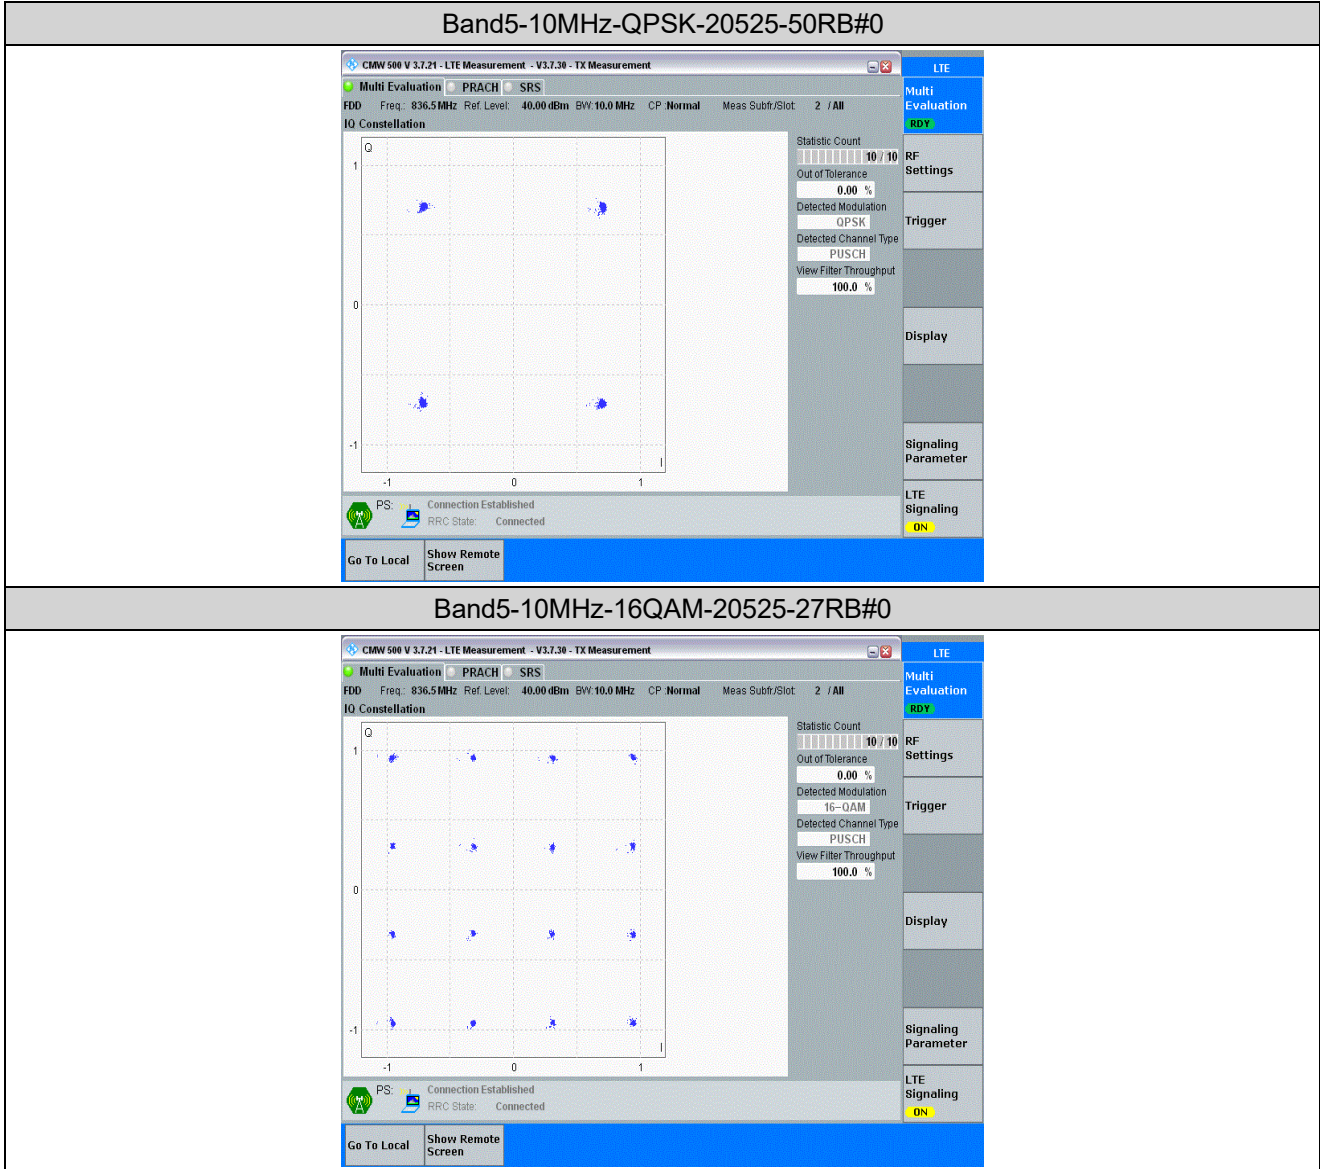 Band5-10MHz-QPSK-20525-50RB#0
CMW 500 V 3.7.21 - LTE Measurement - V3.7.30 - TX Measurement
LTE
Multi Evaluation PRACH SRS
Multi Evaluation
RDY
FDD Freq.: 836.5 MHz Ref. Level: 40.00 dBm BW: 10.0 MHz CP :Normal Meas Subfr./Slot: 2 / All
IQ Constellation
Q
1
0
-1
-1 0 1
I
Statistic Count
10 / 10
Out of Tolerance
0.00 %
Detected Modulation
QPSK
Detected Channel Type
PUSCH
View Filter Throughput
100.0 %
RF
Settings
Trigger
Display
Signaling
Parameter
LTE
Signaling
ON
PS: Connection Established
RRC State: Connected
Go To Local
Show Remote
Screen
Band5-10MHz-16QAM-20525-27RB#0
CMW 500 V 3.7.21 - LTE Measurement - V3.7.30 - TX Measurement
LTE
Multi Evaluation PRACH SRS
Multi Evaluation
RDY
FDD Freq.: 836.5 MHz Ref. Level: 40.00 dBm BW: 10.0 MHz CP :Normal Meas Subfr./Slot: 2 / All
IQ Constellation
Q
1
0
-1
-1 0 1
I
Statistic Count
10 / 10
Out of Tolerance
0.00 %
Detected Modulation
16-QAM
Detected Channel Type
PUSCH
View Filter Throughput
100.0 %
RF
Settings
Trigger
Display
Signaling
Parameter
LTE
Signaling
ON
PS: Connection Established
RRC State: Connected
Go To Local
Show Remote
Screen